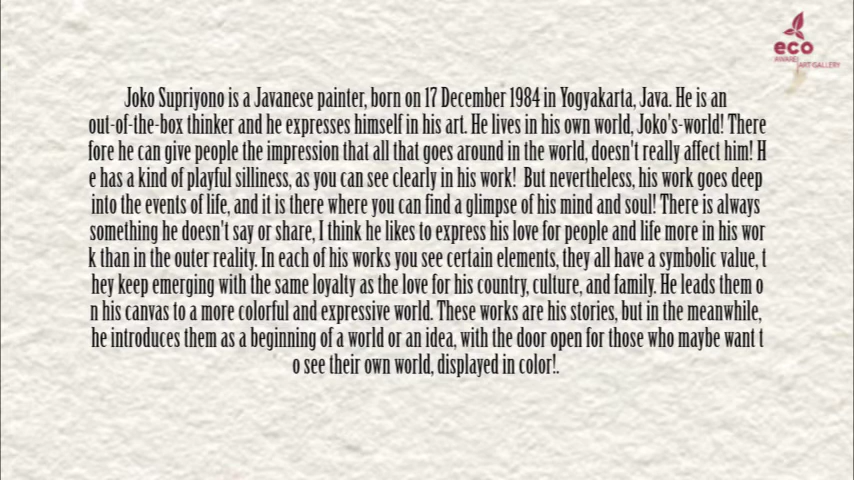 eco
AWARE
ART GALLERY
Joko Supriyono is a Javanese painter, born on 17 December 1984 in Yogyakarta, Java. He is an
out-of-the-box thinker and he expresses himself in his art. He lives in his own world, Joko's-world! There
fore he can give people the impression that all that goes around in the world, doesn't really affect him! H
e has a kind of playful silliness, as you can see clearly in his work!  But nevertheless, his work goes deep
into the events of life, and it is there where you can find a glimpse of his mind and soul! There is always
something he doesn't say or share, I think he likes to express his love for people and life more in his wor
k than in the outer reality. In each of his works you see certain elements, they all have a symbolic value, t
hey keep emerging with the same loyalty as the love for his country, culture, and family. He leads them o
n his canvas to a more colorful and expressive world. These works are his stories, but in the meanwhile,
he introduces them as a beginning of a world or an idea, with the door open for those who maybe want t
o see their own world, displayed in color!.